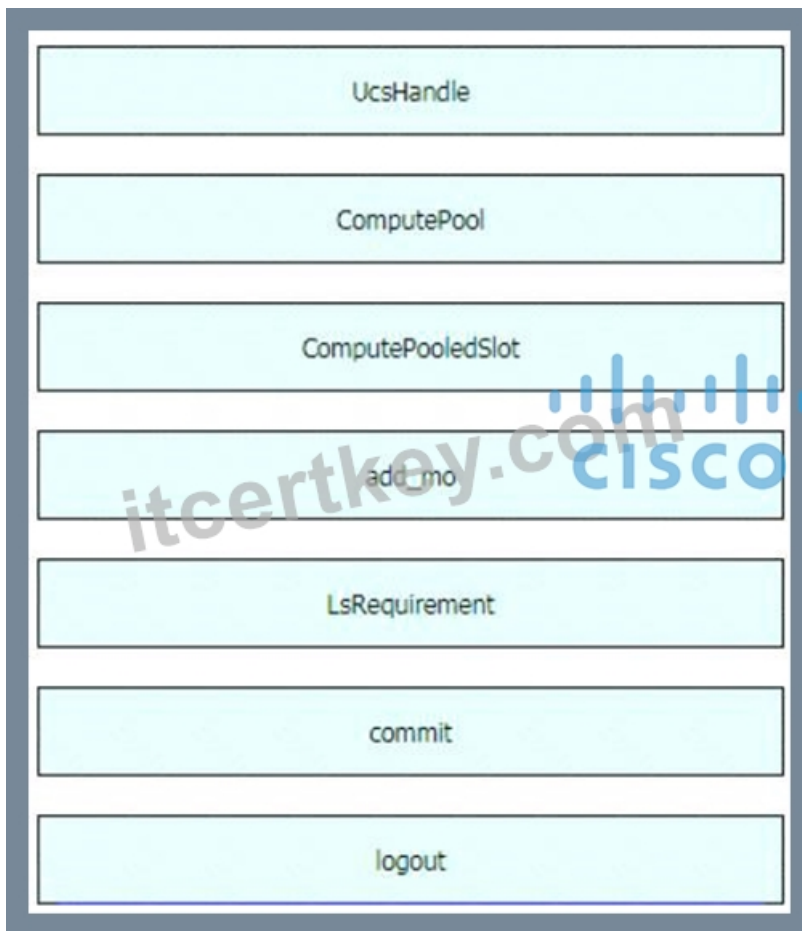 UcsHandle
ComputePool
ComputePooledSlot
add_mo
LsRequirement
commit
logout
itcertkey.com
CISCO